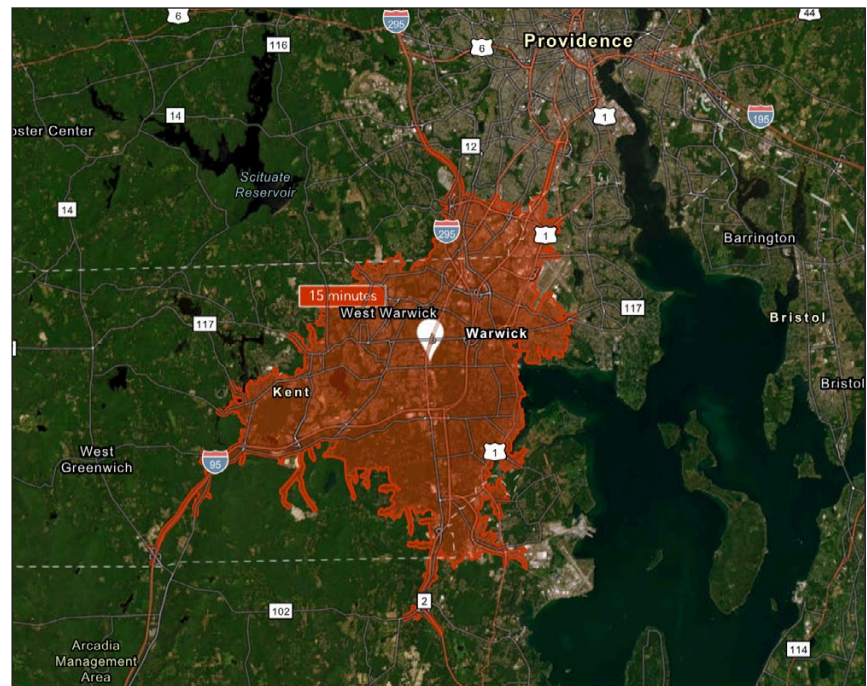 6
295
44
116
6
Providence
1
195
14
oster Center
12
Scituate
Reservoir
14
295
1
Barrington
15 minutes
117
West Warwick
117
Warwick
Bristol
Bristol
Kent
West
Greenwich
95
1
102
2
Arcadia
Management
Area
114